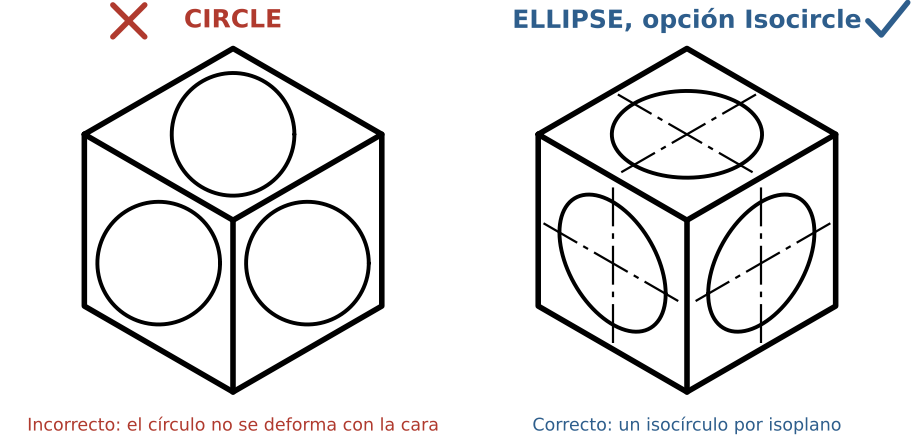 CIRCLE
ELLIPSE, opción Isocircle
Incorrecto: el círculo no se deforma con la cara
Correcto: un isocírculo por isoplano